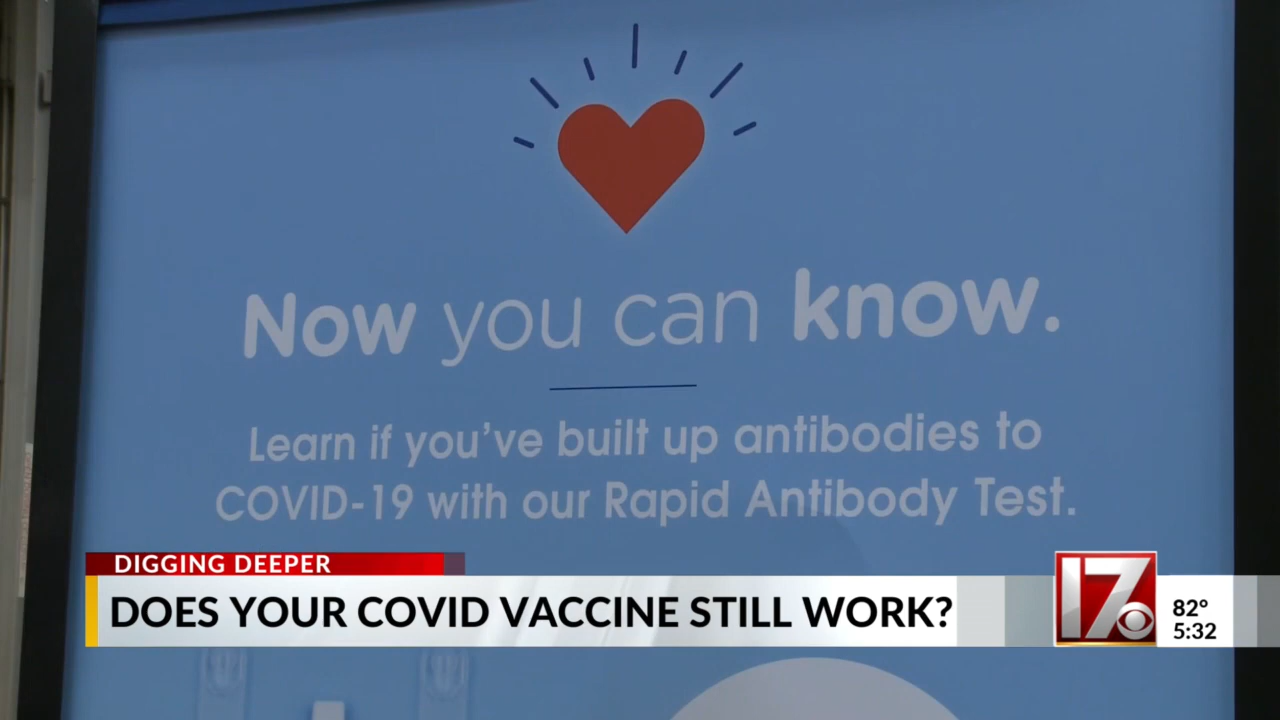 Now you can know.
Learn if you've built up antibodies to
COVID-19 with our Rapid Antibody Test.
DIGGING DEEPER
DOES YOUR COVID VACCINE STILL WORK?
17
82°
5:32